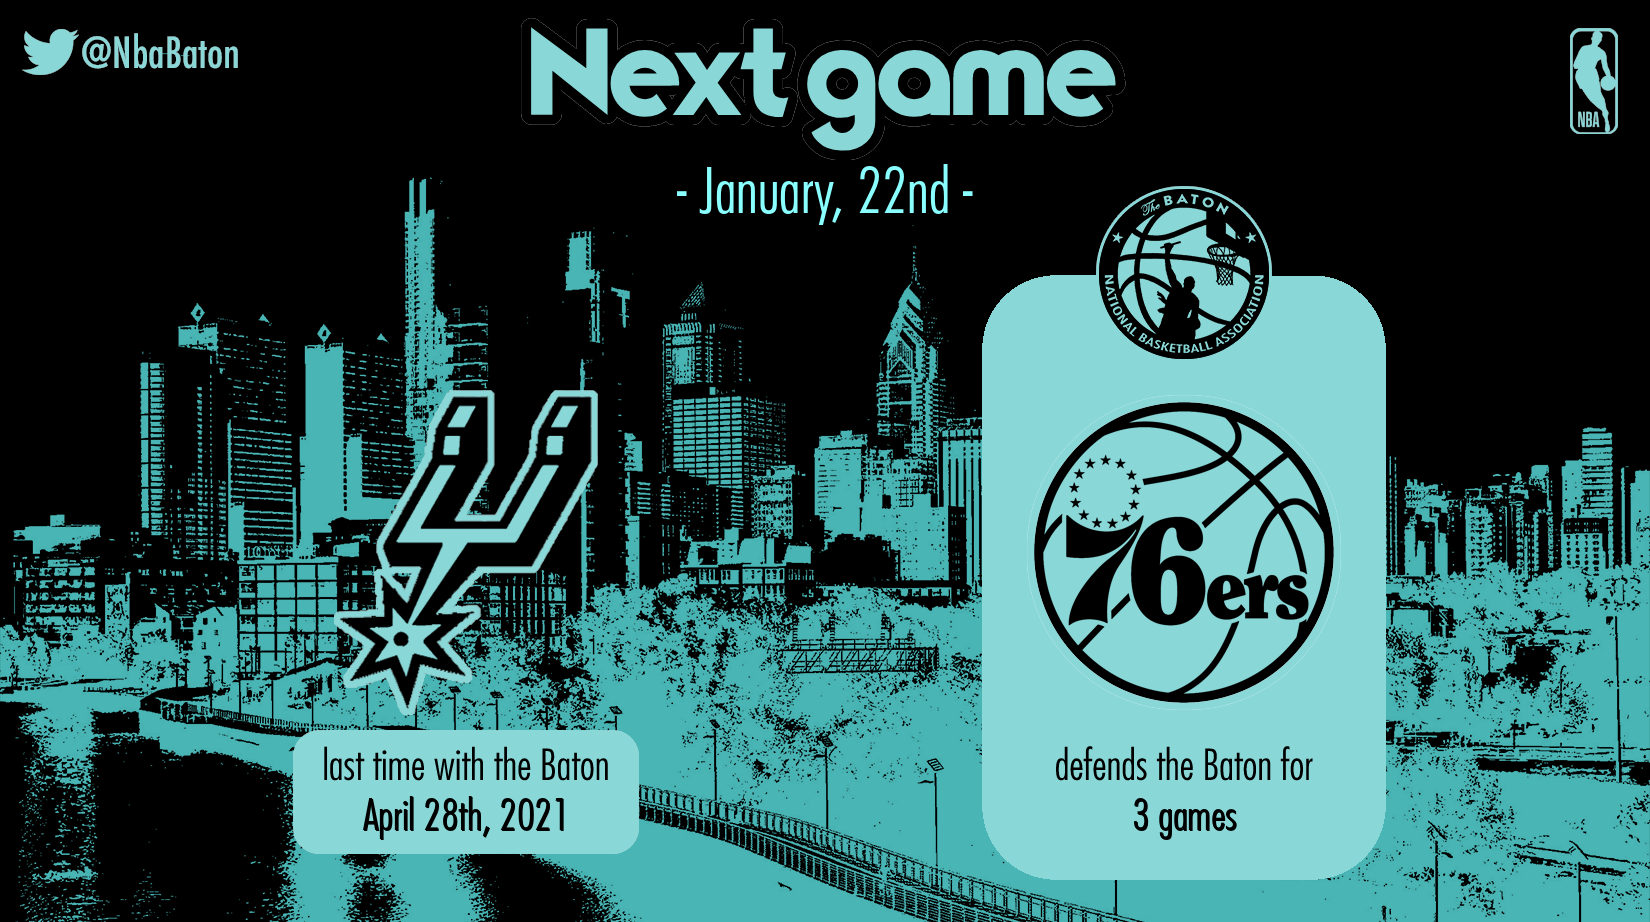 @NbaBaton
Next game
NBA
- January, 22nd -
The BATON
NATIONAL BASKETBALL ASSOCIATION
76ers
last time with the Baton
April 28th, 2021
defends the Baton for
3 games